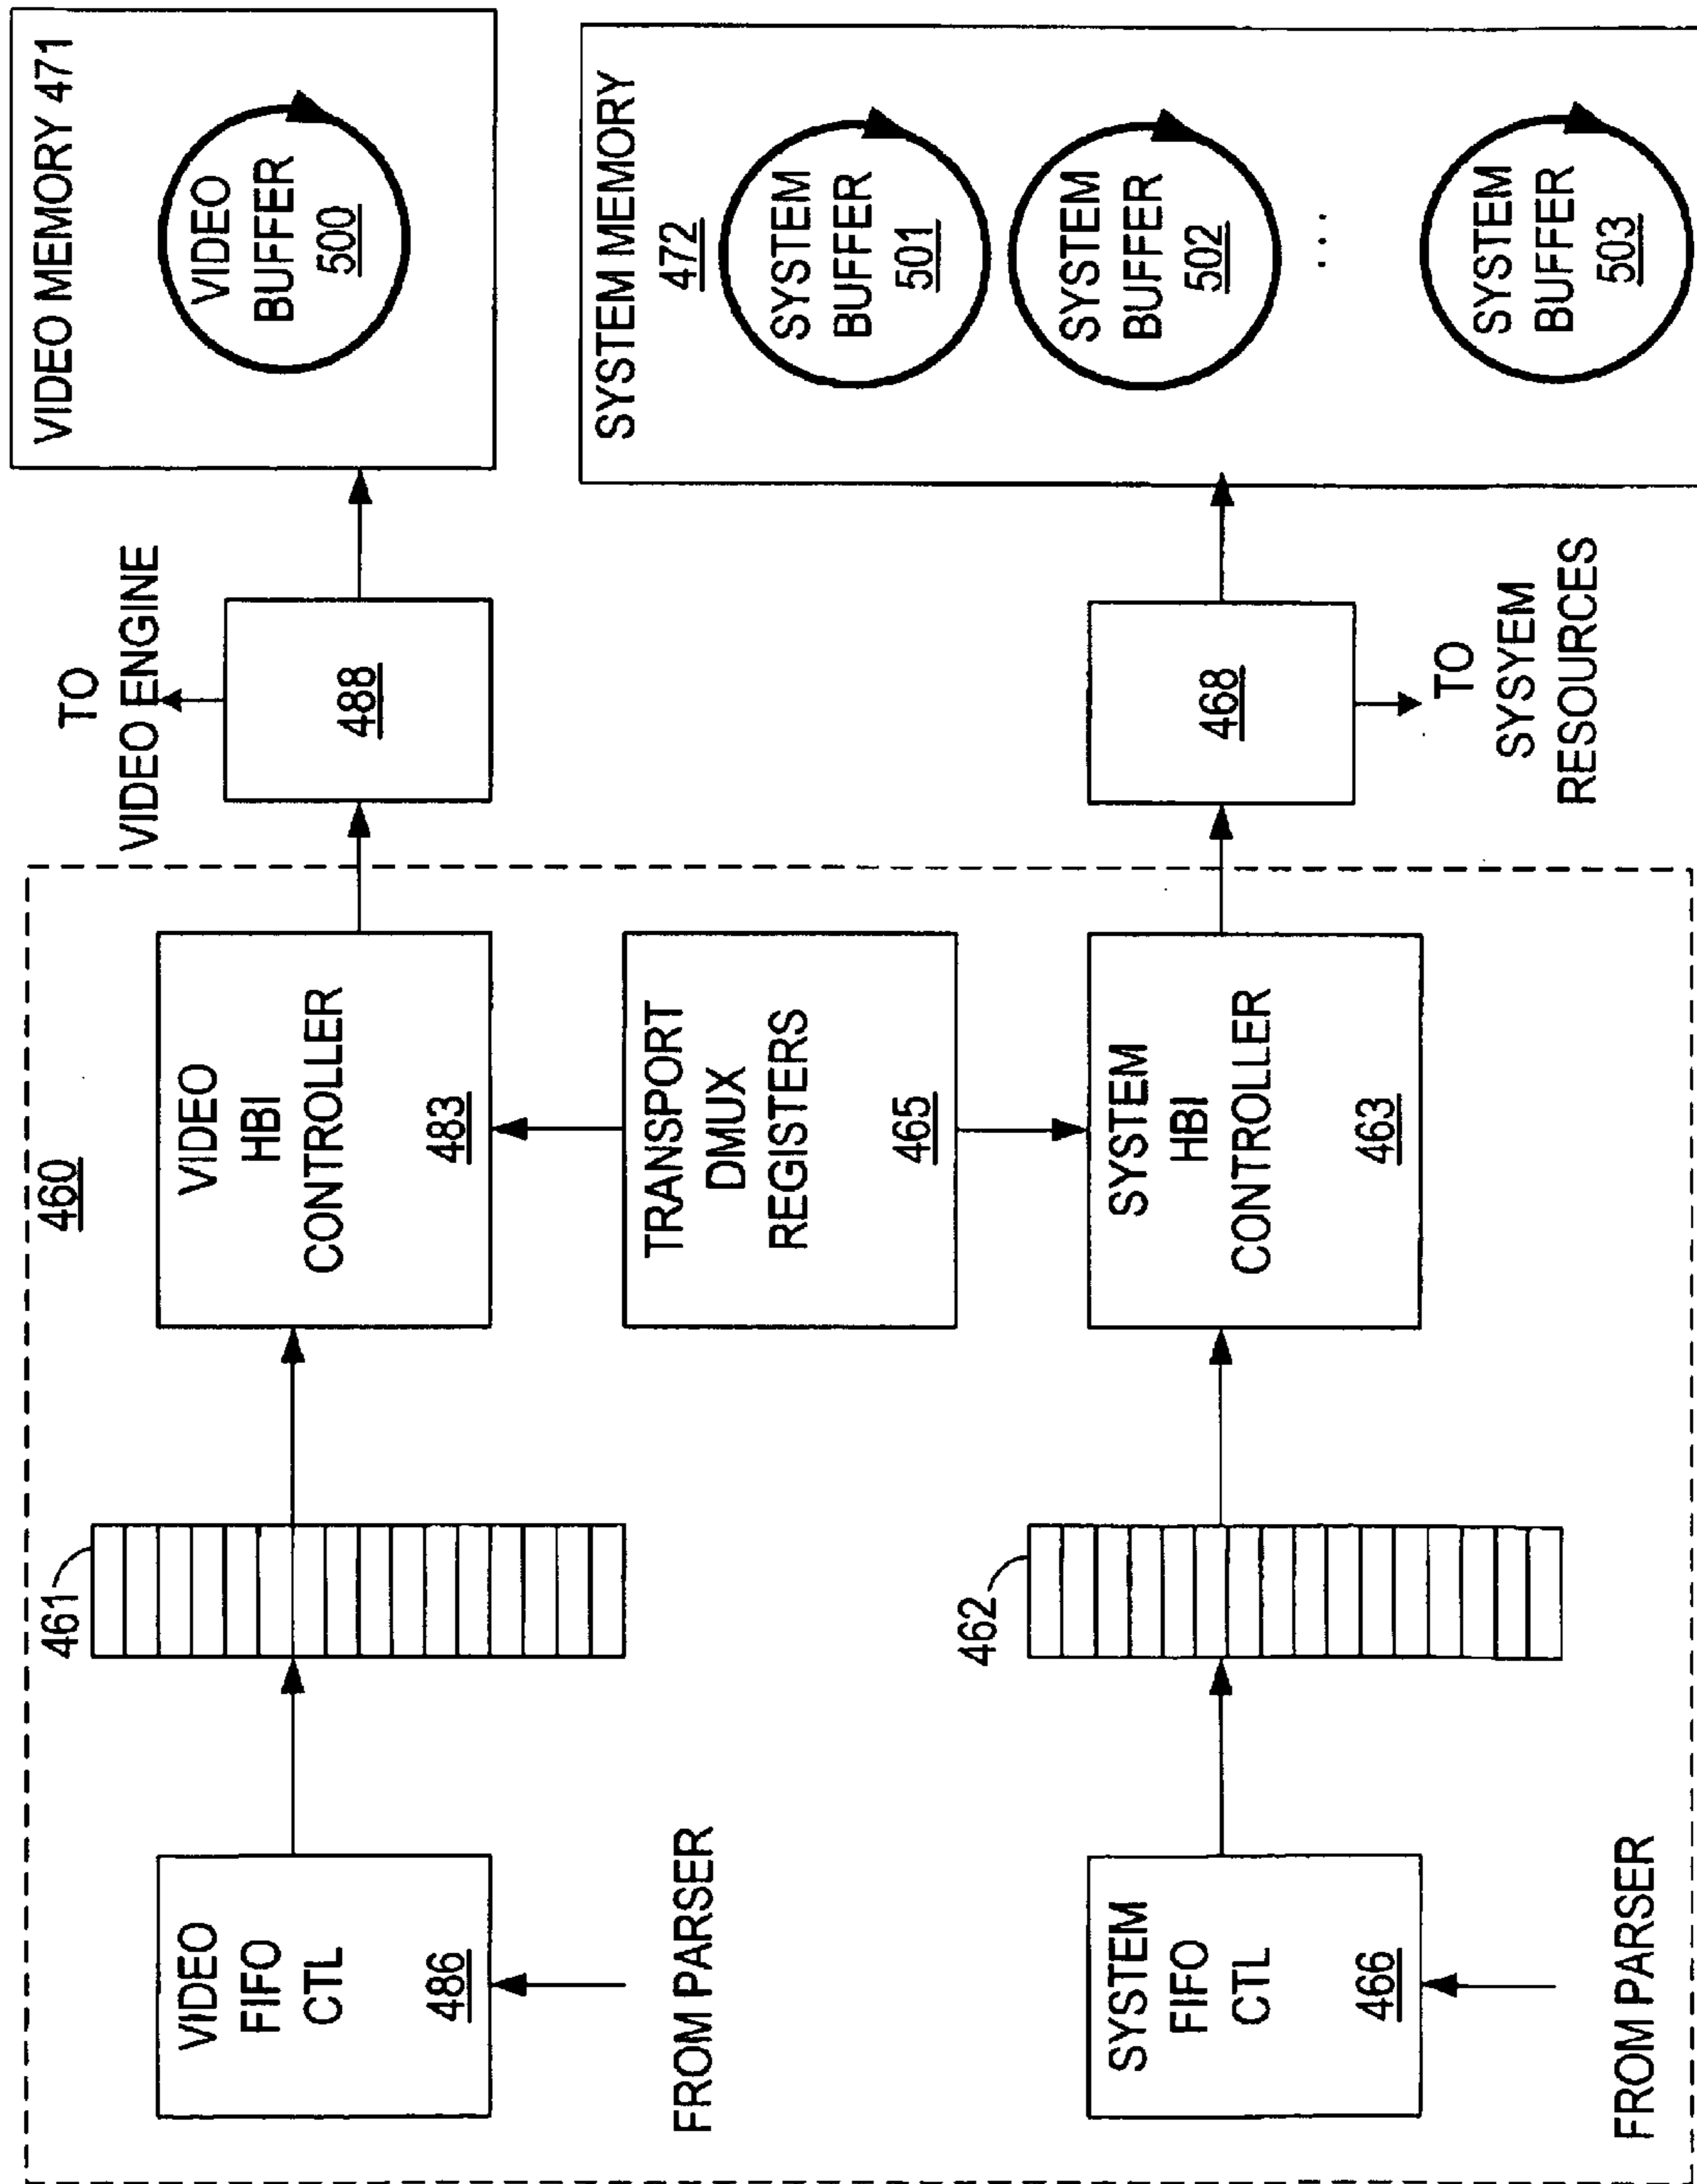 460
VIDEO
FIFO
CTL
486
FROM PARSER
461
VIDEO
HBI
CONTROLLER
483
TO
VIDEO ENGINE
488
VIDEO MEMORY 471
VIDEO
BUFFER
500
TRANSPORT
DMUX
REGISTERS
465
SYSTEM
FIFO
CTL
466
FROM PARSER
462
SYSTEM
HBI
CONTROLLER
463
468
TO
SYSYEM
RESOURCES
SYSTEM MEMORY
472
SYSTEM
BUFFER
501
SYSTEM
BUFFER
502
...
SYSTEM
BUFFER
503